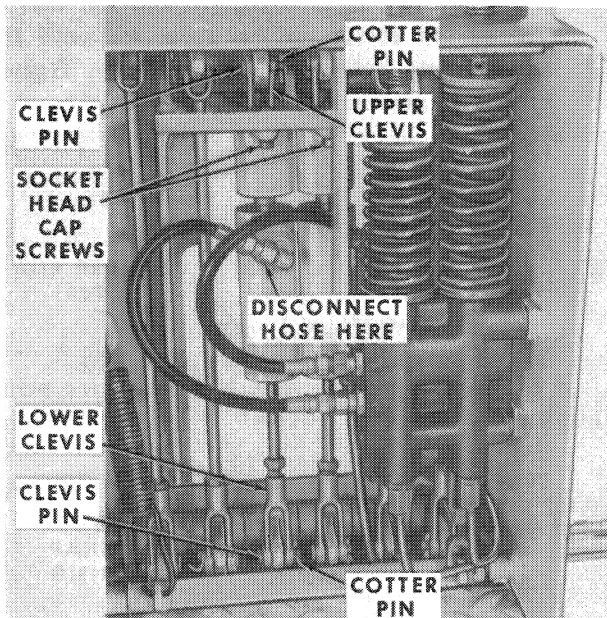 COTTER
PIN
CLEVIS
PIN
UPPER
CLEVIS
SOCKET
HEAD
CAP
SCREWS
DISCONNECT
HOSE HERE
LOWER
CLEVIS
CLEVIS
PIN
COTTER
PIN